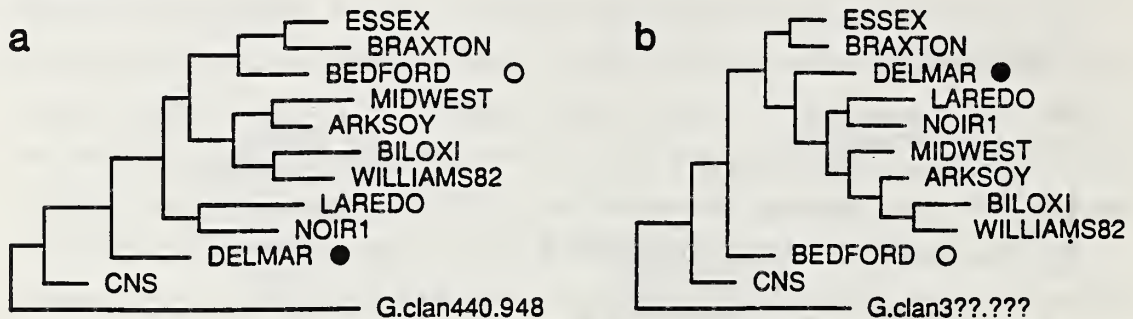 a
ESSEX
BRAXTON
BEDFORD
MIDWEST
ARKSOY
BILOXI
WILLIAMS82
LAREDO
NOIR1
DELMAR
CNS
G.clan440.948
b
ESSEX
BRAXTON
DELMAR
LAREDO
NOIR1
MIDWEST
ARKSOY
BILOXI
WILLIAMS82
BEDFORD
CNS
G.clan3??.???